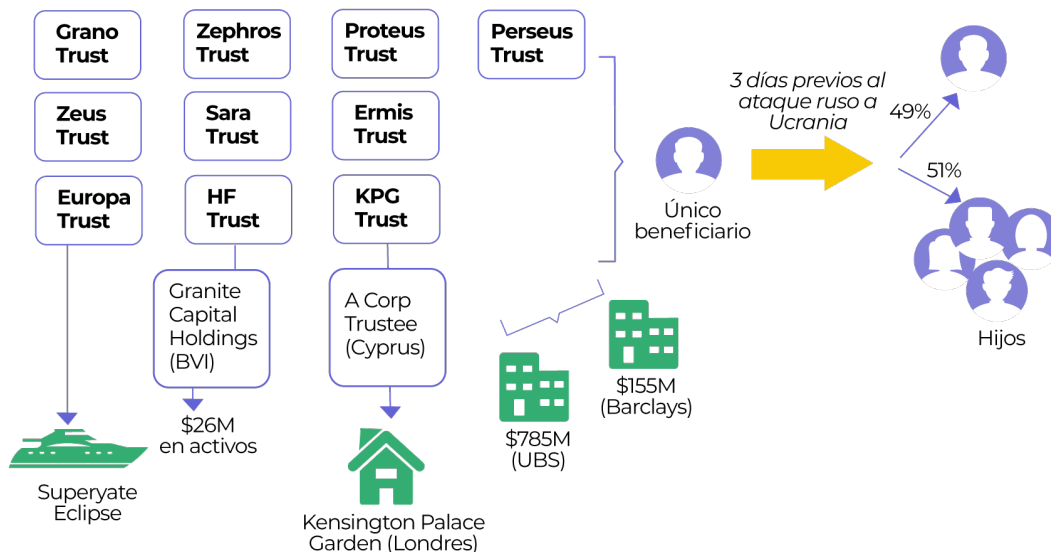 Grano
Trust
Zephros
Trust
Proteus
Trust
Perseus
Trust
Zeus
Trust
Sara
Trust
Ermis
Trust
Europa
Trust
HF
Trust
KPG
Trust
Granite
Capital
Holdings
(BVI)
A Corp
Trustee
(Cyprus)
$26M
en activos
Superyate
Eclipse
Kensington Palace
Garden (Londres)
$785M
(UBS)
$155M
(Barclays)
Único
beneficiario
3 días previos al
ataque ruso a
Ucrania
49%
51%
Hijos